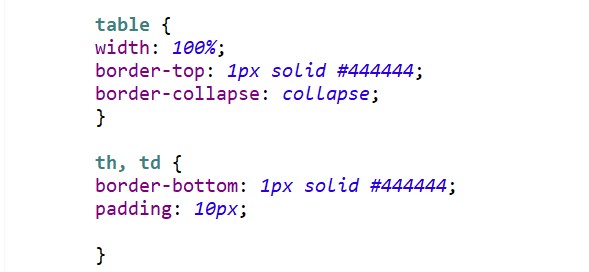 table {
width: 100%;
border-top: 1px solid #444444;
border-collapse: collapse;
}
th, td {
border-bottom: 1px solid #444444;
padding: 10px;
}